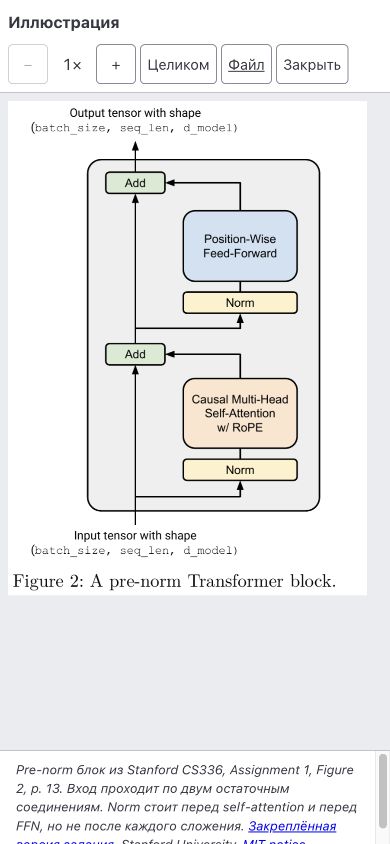 Иллюстрация
− 1× + Целиком Файл Закрыть
Output tensor with shape
(batch_size, seq_len, d_model)
Add
Position-Wise
Feed-Forward
Norm
Add
Causal Multi-Head
Self-Attention
w/ RoPE
Norm
Input tensor with shape
(batch_size, seq_len, d_model)
Figure 2: A pre-norm Transformer block.
Pre-norm блок из Stanford CS336, Assignment 1, Figure
2, p. 13. Вход проходит по двум остаточным
соединениям. Norm стоит перед self-attention и перед
FFN, но не после каждого сложения. Закреплённая
версия задания, Stanford University, MIT notice